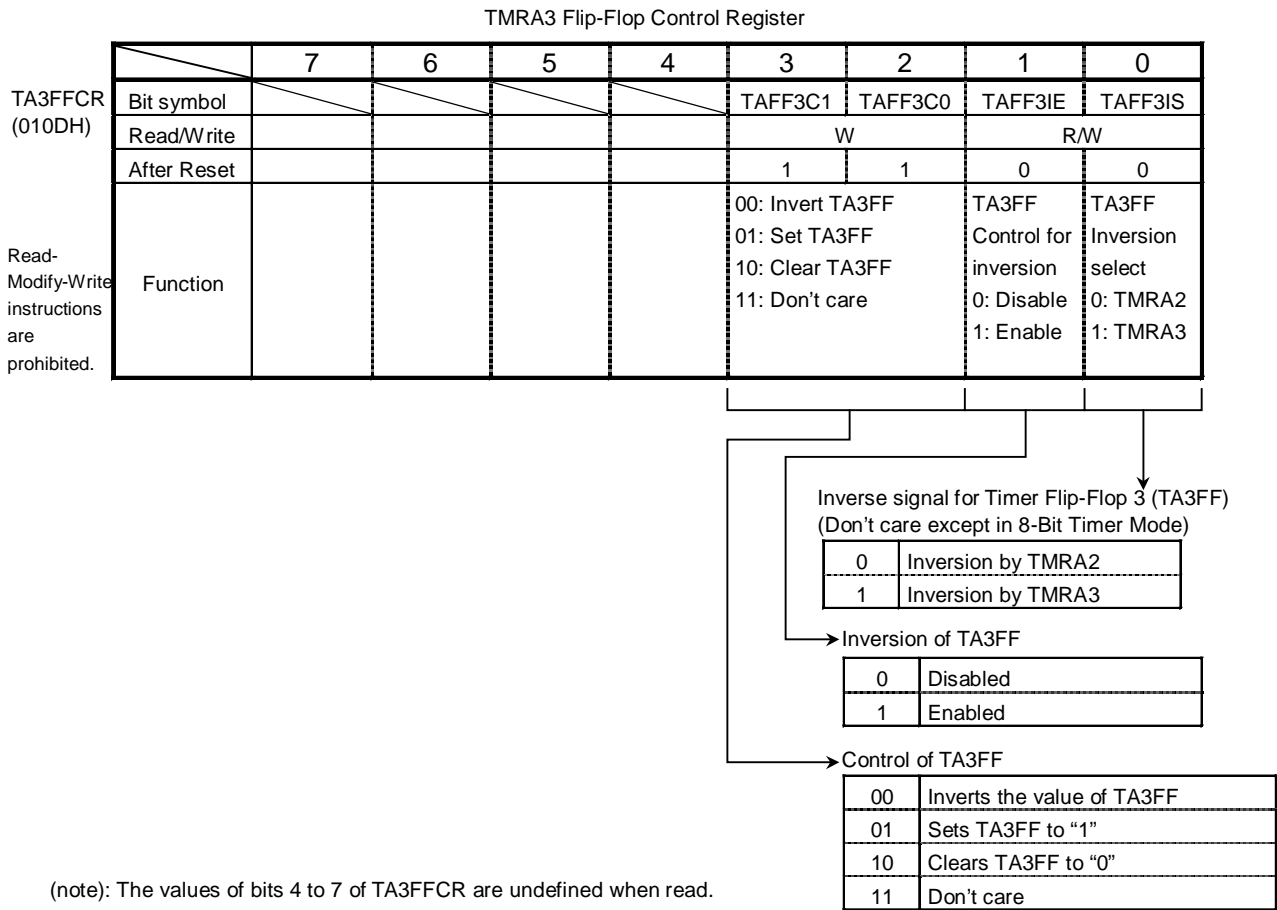 TMRA3 Flip-Flop Control Register
7 6 5 4 3 2 1 0
TA3FFCR
(010DH)
Bit symbol TAFF3C1 TAFF3C0 TAFF3IE TAFF3IS
Read/Write W R/W
After Reset 1 1 0 0
Read-
Modify-Write
instructions
are
prohibited.
Function
00: Invert TA3FF
01: Set TA3FF
10: Clear TA3FF
11: Don't care
TA3FF
Control for
inversion
0: Disable
1: Enable
TA3FF
Inversion
select
0: TMRA2
1: TMRA3
Inverse signal for Timer Flip-Flop 3 (TA3FF)
(Don't care except in 8-Bit Timer Mode)
0 Inversion by TMRA2
1 Inversion by TMRA3
Inversion of TA3FF
0 Disabled
1 Enabled
Control of TA3FF
00 Inverts the value of TA3FF
01 Sets TA3FF to “1”
10 Clears TA3FF to “0”
11 Don't care
(note): The values of bits 4 to 7 of TA3FFCR are undefined when read.